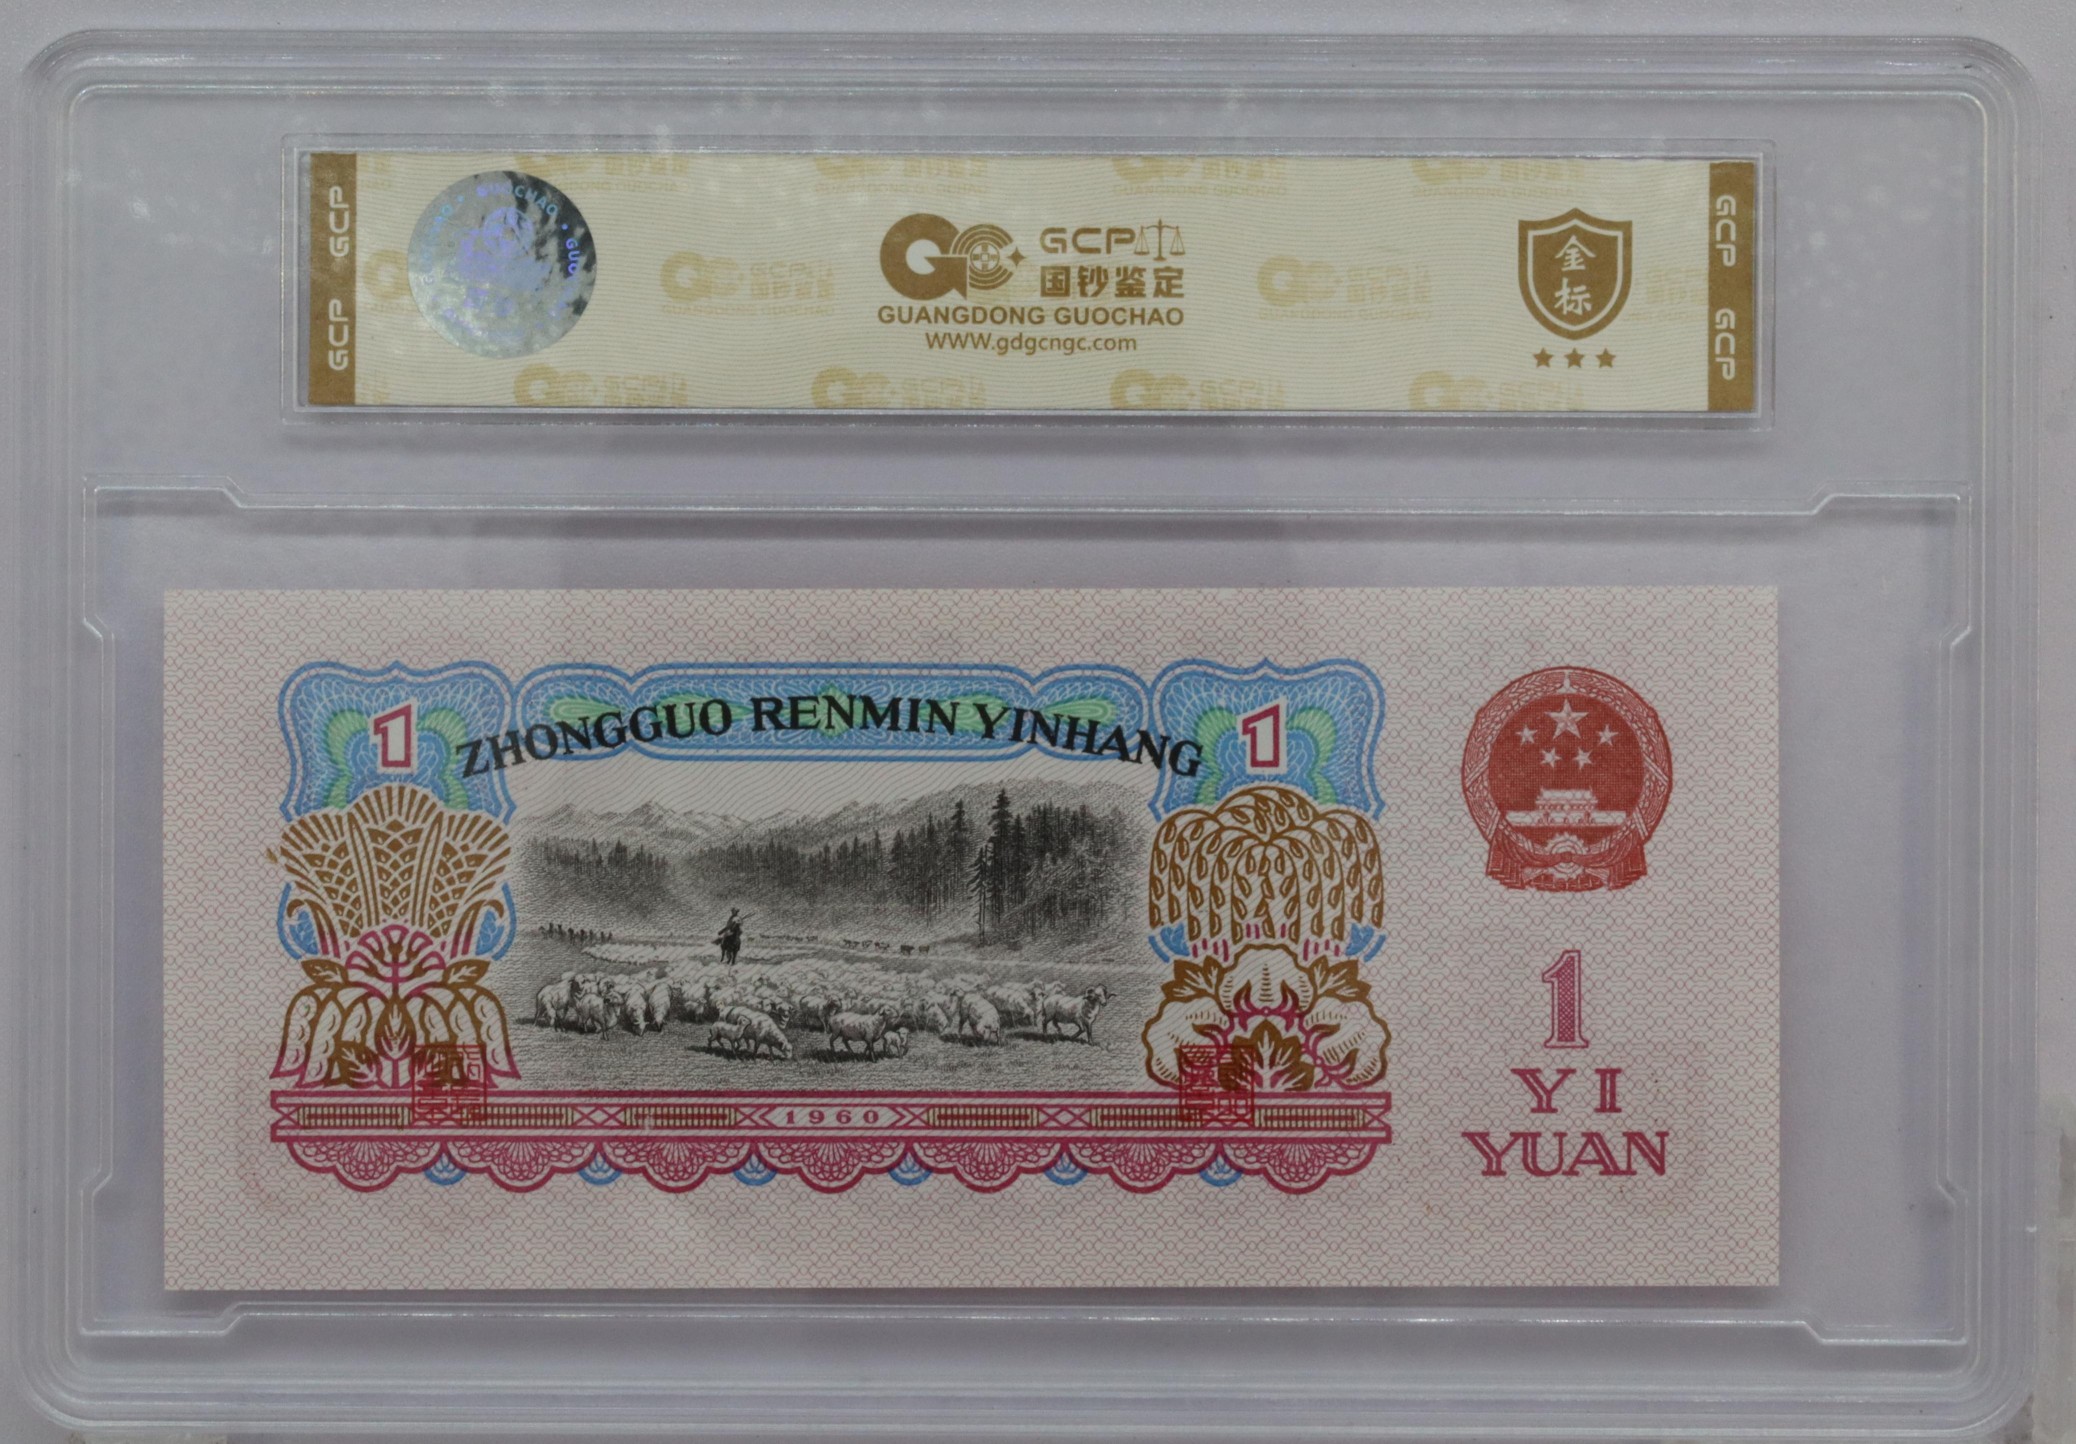 GCP GCP
GUOCHAO
GCP
国钞鉴定
GUANGDONG GUOCHAO
WWW.gdgcngc.com
金标
GCP GCP
1
ZHONGGUO RENMIN YINHANG
1
1960
1
YI
YUAN